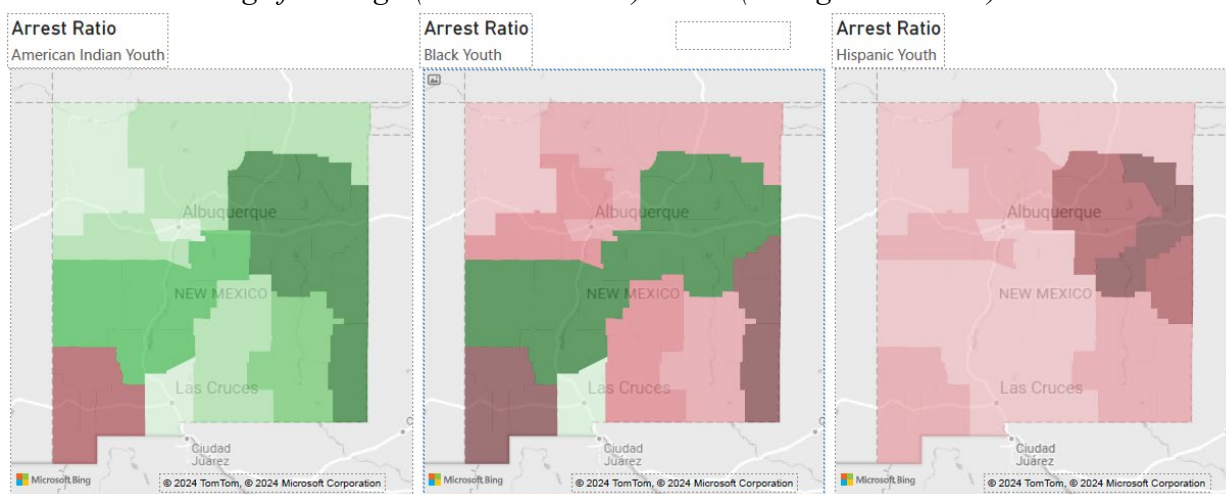 Arrest Ratio
American Indian Youth
Albuquerque
NEW MEXICO
Las Cruces
Ciudad
Juárez
Microsoft Bing
© 2024 TomTom, © 2024 Microsoft Corporation
Arrest Ratio
Black Youth
Albuquerque
NEW MEXICO
Las Cruces
Ciudad
Juárez
Microsoft Bing
© 2024 TomTom, © 2024 Microsoft Corporation
Arrest Ratio
Hispanic Youth
Albuquerque
NEW MEXICO
Las Cruces
Ciudad
Juárez
Microsoft Bing
© 2024 TomTom, © 2024 Microsoft Corporation